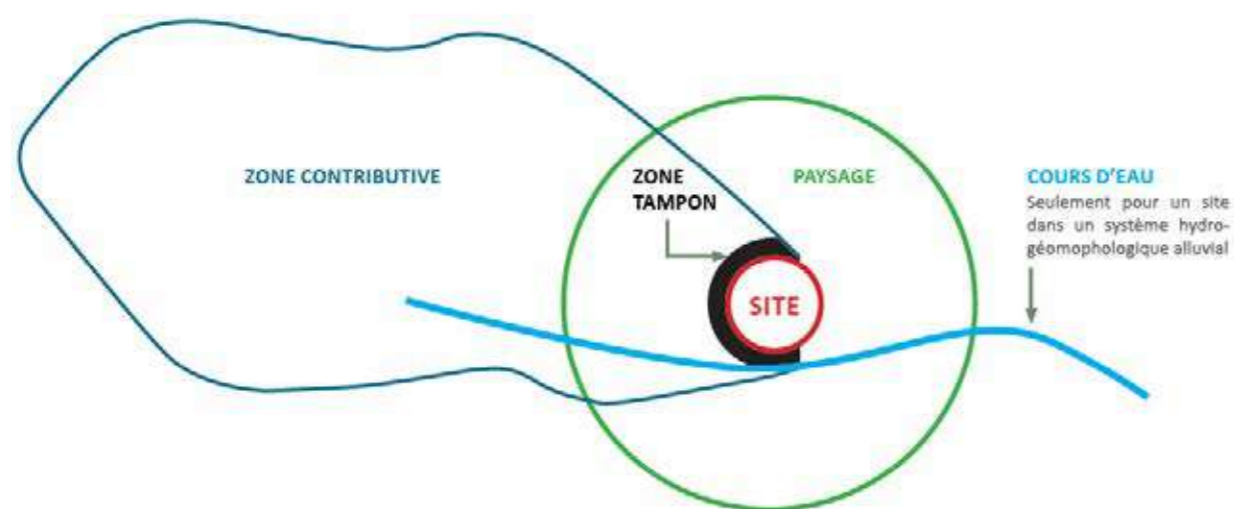 ZONE CONTRIBUTIVE
ZONE
TAMPON
PAYSAGE
COURS D'EAU
Seulement pour un site
dans un système hydro-
géomophologique alluvial
SITE